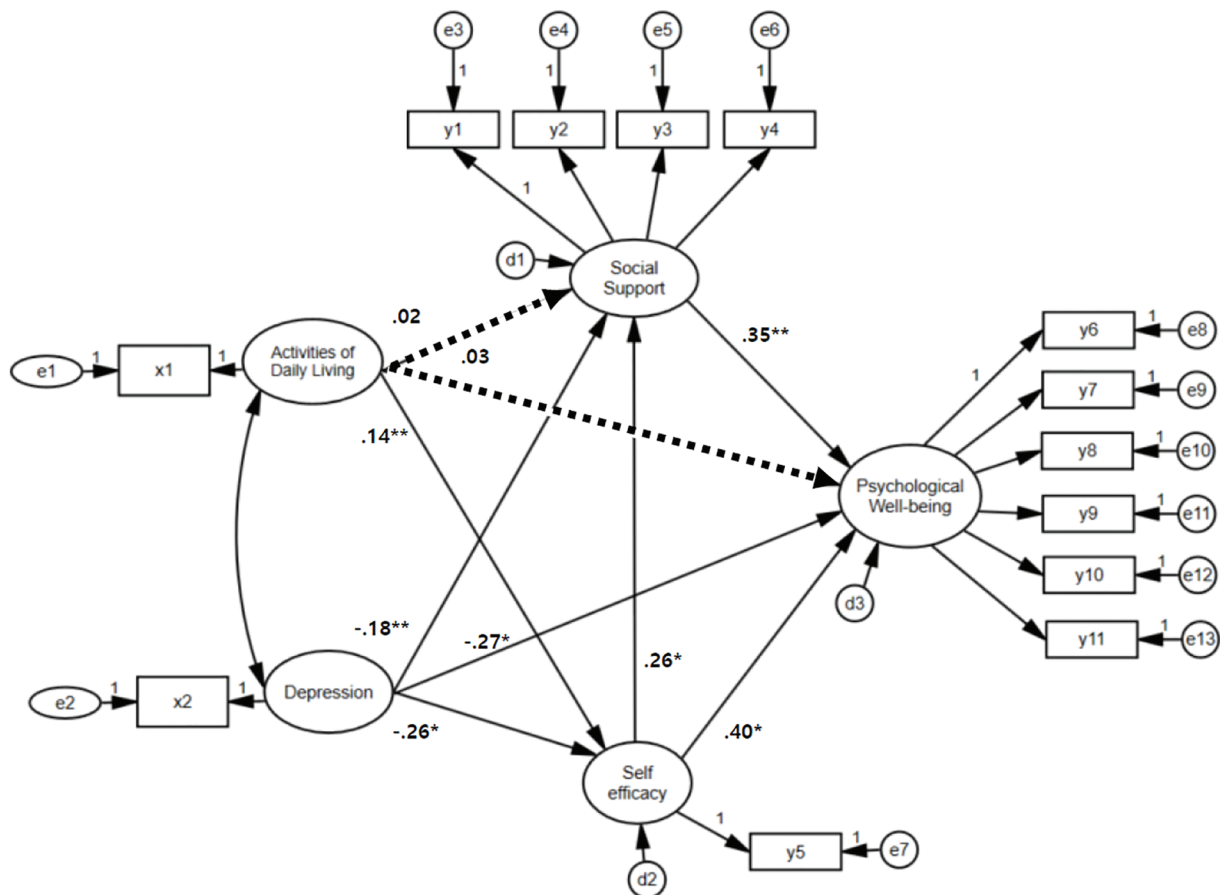 e3 e4 e5 e6
1 1 1 1
y1 y2 y3 y4
1
d1
Social
Support
.02
.03
.35**
Activities of
Daily Living
e1 1 x1 1
.14**
1 y6 1 e8
y7 1 e9
y8 1 e10
Psychological
Well-being
y9 1 e11
y10 1 e12
d3
y11 1 e13
-.18**
-.27*
.26*
e2 1 x2 1
Depression
-.26*
.40*
Self
efficacy
1
y5 1 e7
d2